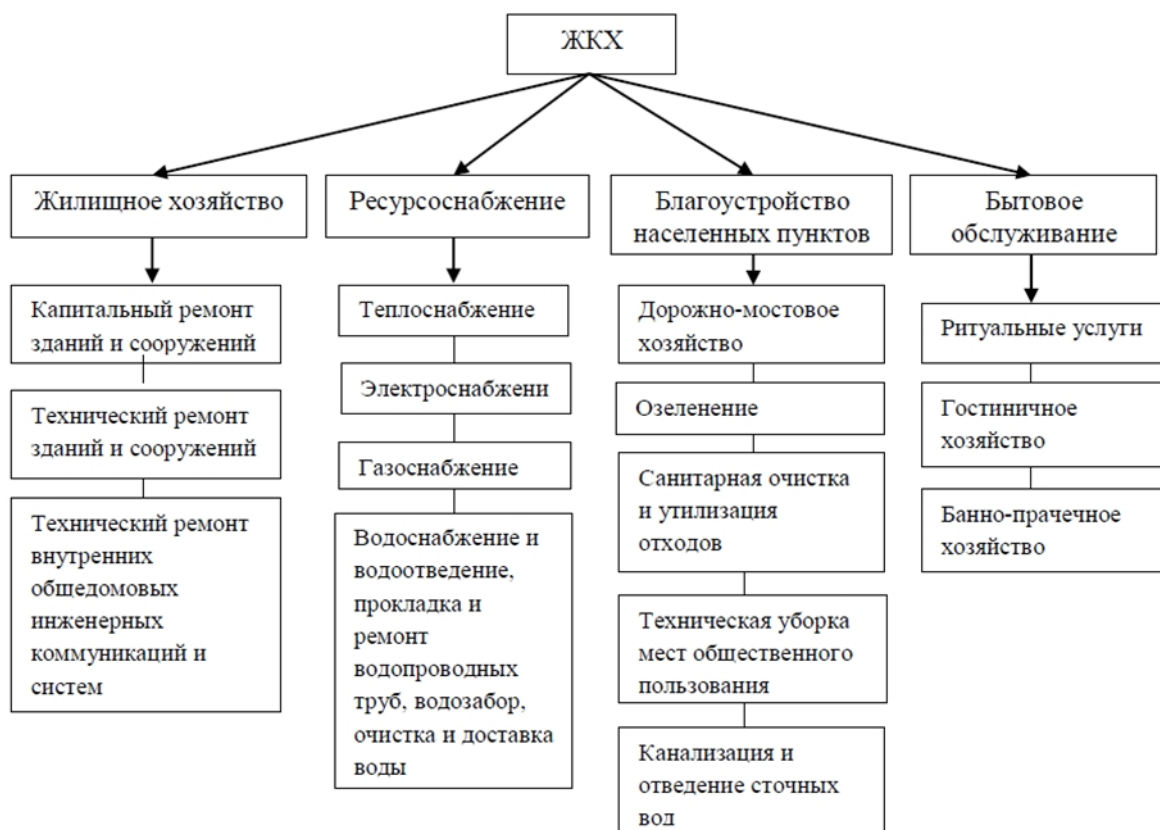 ЖКХ
Жилищное хозяйство
Капитальный ремонт
зданий и сооружений
Технический ремонт
зданий и сооружений
Технический ремонт
внутренних
общедомовых
инженерных
коммуникаций и
систем
Ресурсоснабжение
Теплоснабжение
Электроснабжени
Газоснабжение
Водоснабжение и
водоотведение,
прокладка и
ремонт
водопроводных
труб, водозабор,
очистка и доставка
воды
Благоустройство
населенных пунктов
Дорожно-мостовое
хозяйство
Озеленение
Санитарная очистка
и утилизация
отходов
Техническая уборка
мест общественного
пользования
Канализация и
отведение сточных
вод
Бытовое
обслуживание
Ритуальные услуги
Гостиничное
хозяйство
Банно-прачечное
хозяйство